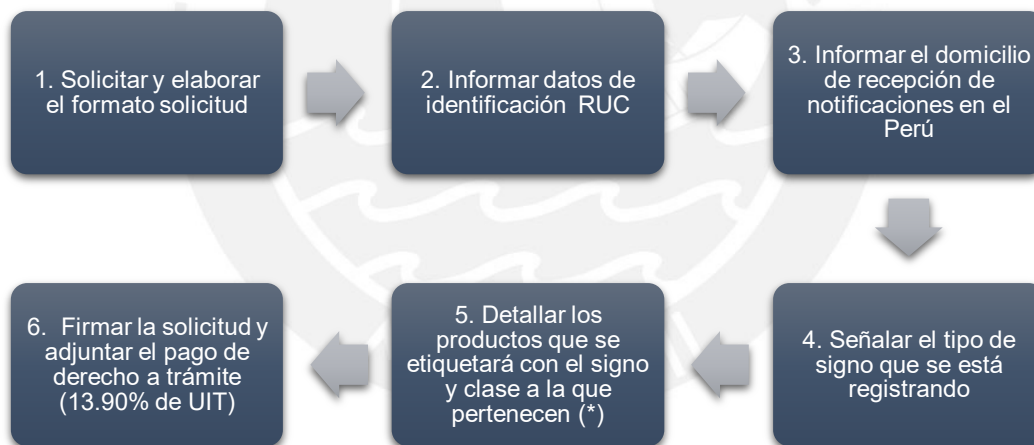 1. Solicitar y elaborar
el formato solicitud
2. Informar datos de
identificación RUC
3. Informar el domicilio
de recepción de
notificaciones en el
Perú
4. Señalar el tipo de
signo que se está
registrando
5. Detallar los
productos que se
etiquetará con el signo
y clase a la que
pertenecen (*)
6. Firmar la solicitud y
adjuntar el pago de
derecho a trámite
(13.90% de UIT)